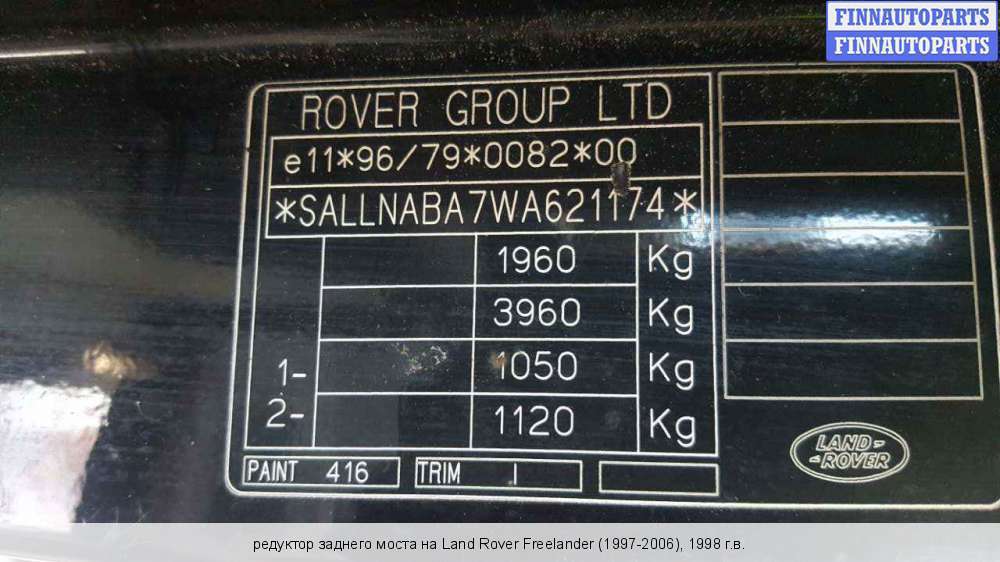 FINNAUTOPARTS
FINNAUTOPARTS
ROVER GROUP LTD
e11*96/79*0082*00
*SALLNABA7WA621174*
1960 Kg
3960 Kg
1- 1050 Kg
2- 1120 Kg
PAINT 416 TRIM J
LAND-
-ROVER
редуктор заднего моста на Land Rover Freelander (1997-2006), 1998 г.в.